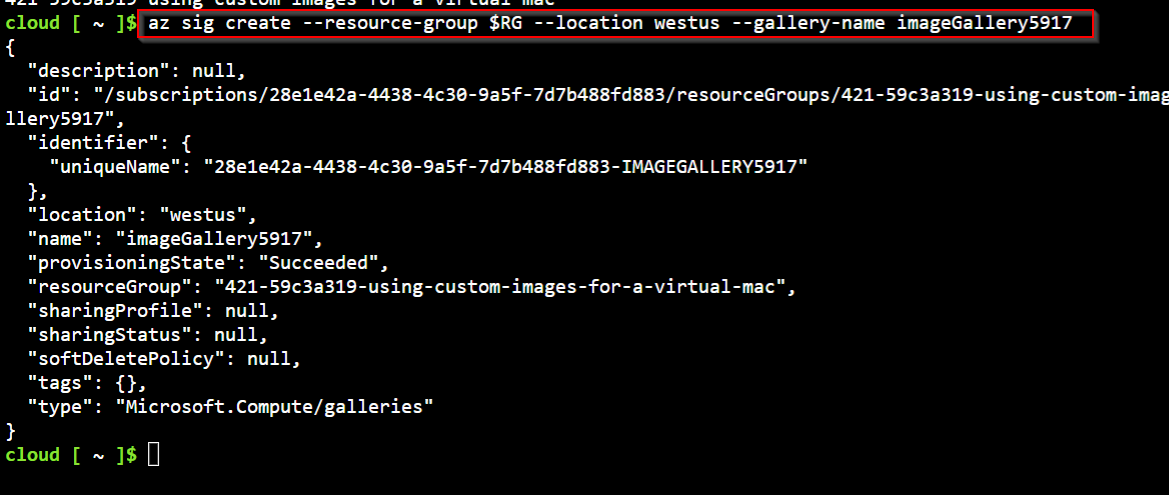 421-59c3a319-using-custom-images-for-a-virtual-mac
cloud [ ~ ]$ az sig create --resource-group $RG --location westus --gallery-name imageGallery5917
{
  "description": null,
  "id": "/subscriptions/28e1e42a-4438-4c30-9a5f-7d7b488fd883/resourceGroups/421-59c3a319-using-custom-imag
llery5917",
  "identifier": {
    "uniqueName": "28e1e42a-4438-4c30-9a5f-7d7b488fd883-IMAGEGALLERY5917"
  },
  "location": "westus",
  "name": "imageGallery5917",
  "provisioningState": "Succeeded",
  "resourceGroup": "421-59c3a319-using-custom-images-for-a-virtual-mac",
  "sharingProfile": null,
  "sharingStatus": null,
  "softDeletePolicy": null,
  "tags": {},
  "type": "Microsoft.Compute/galleries"
}
cloud [ ~ ]$